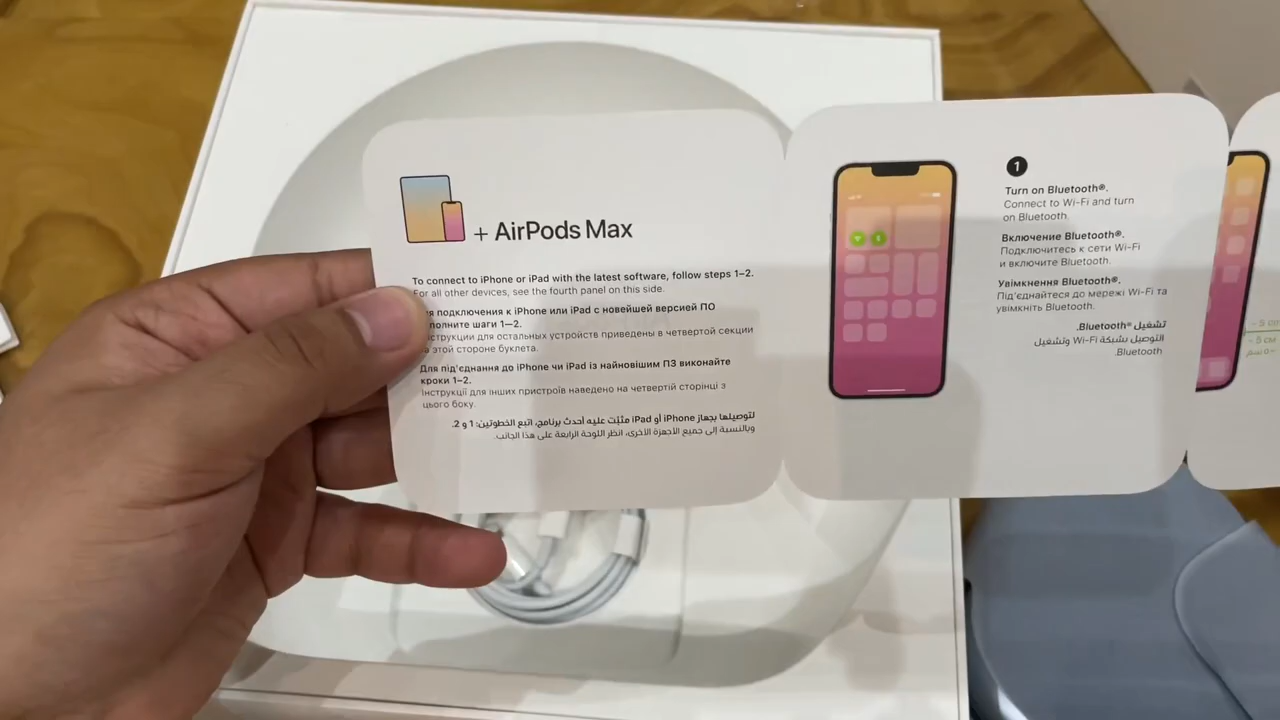 + AirPods Max
To connect to iPhone or iPad with the latest software, follow steps 1–2.
For all other devices, see the fourth panel on this side.
подключения к iPhone или iPad с новейшей версией ПО
шаги 1—2.
для остальных устройств приведены в четвертой секции
этой стороне буклета.
Для під'єднання до iPhone чи iPad із найновішим ПЗ виконайте
кроки 1–2.
Інструкції для інших пристроїв наведено на четвертій сторінці з
цього боку.
لتوصيلها بجهاز iPhone أو iPad مثبّت عليه أحدث برنامج، اتبع الخطوتين: 1 و 2.
وبالنسبة إلى جميع الأجهزة الأخرى، انظر اللوحة الرابعة على هذا الجانب.
1
Turn on Bluetooth®.
Connect to Wi-Fi and turn
on Bluetooth.
Включение Bluetooth®.
Подключитесь к сети Wi-Fi
и включите Bluetooth.
Увімкнення Bluetooth®.
Під'єднайтеся до мережі Wi-Fi та
увімкніть Bluetooth.
تشغيل Bluetooth®.
التوصيل بشبكة Wi-Fi وتشغيل
Bluetooth.
~5 cm
~5 см